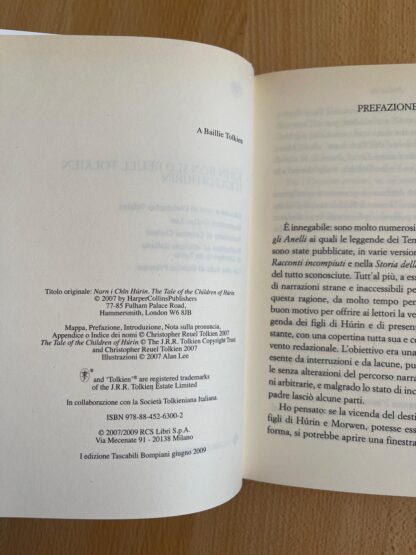 A Baillie Tolkien
Titolo originale: Narn i Chîn Húrin. The Tale of the Children of Húrin
© 2007 by HarperCollinsPublishers
77-85 Fulham Palace Road,
Hammersmith, London W6 8JB
Mappa, Prefazione, Introduzione, Nota sulla pronuncia,
Appendice o Indice dei nomi © Christopher Reuel Tolkien 2007
The Tale of the Children of Húrin © The J.R.R. Tolkien Copyright Trust
and Christopher Reuel Tolkien 2007
Illustrazioni © 2007 Alan Lee
and ‘Tolkien’® are registered trademarks
of the J.R.R. Tolkien Estate Limited
In collaborazione con la Società Tolkieniana Italiana.
ISBN 978-88-452-6300-2
© 2007/2009 RCS Libri S.p.A.
Via Mecenate 91 - 20138 Milano
I edizione Tascabili Bompiani giugno 2009
PREFAZIONE
È innegabile: sono molto numerosi
gli Anelli ai quali le leggende dei Ten
sono state pubblicate, in varie version
Racconti incompiuti e nella Storia della
del tutto sconosciute. Tutt'al più, a ess
di narrazioni strane e inaccessibili pe
questa ragione, da molto tempo per
buon motivo per offrire ai lettori la ve
genda dei figli di Húrin e di presen
stante, con una copertina tutta sua e co
vento redazionale. L'obiettivo era una
esente da interruzioni e da lacune, pu
le senza alterazioni del percorso narra
ni arbitrarie, e malgrado lo stato di inc
padre lasciò alcune parti.
Ho pensato: se la vicenda del desti
figli di Húrin e Morwen, potesse ess
forma, si potrebbe aprire una finestra